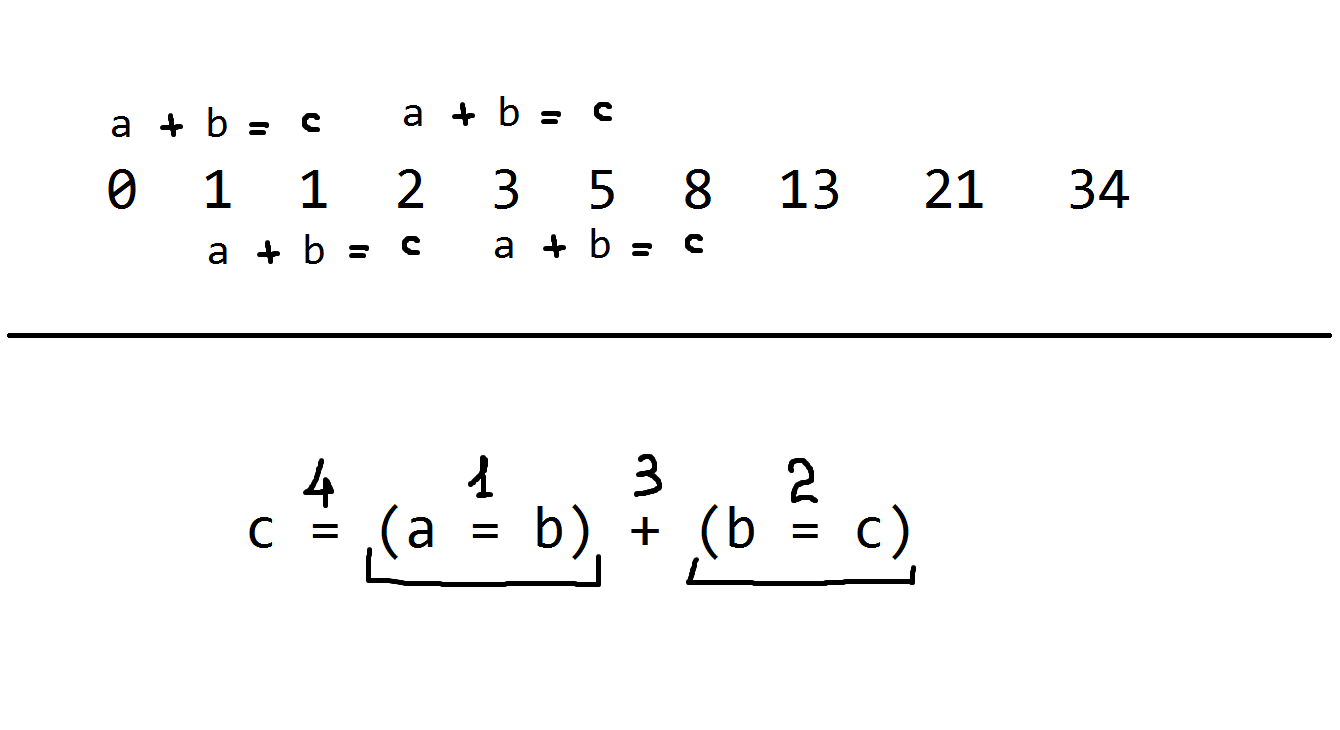 a + b = c a + b = c
0 1 1 2 3 5 8 13 21 34
a + b = c a + b = c
4 1 3 2
c = (a = b) + (b = c)